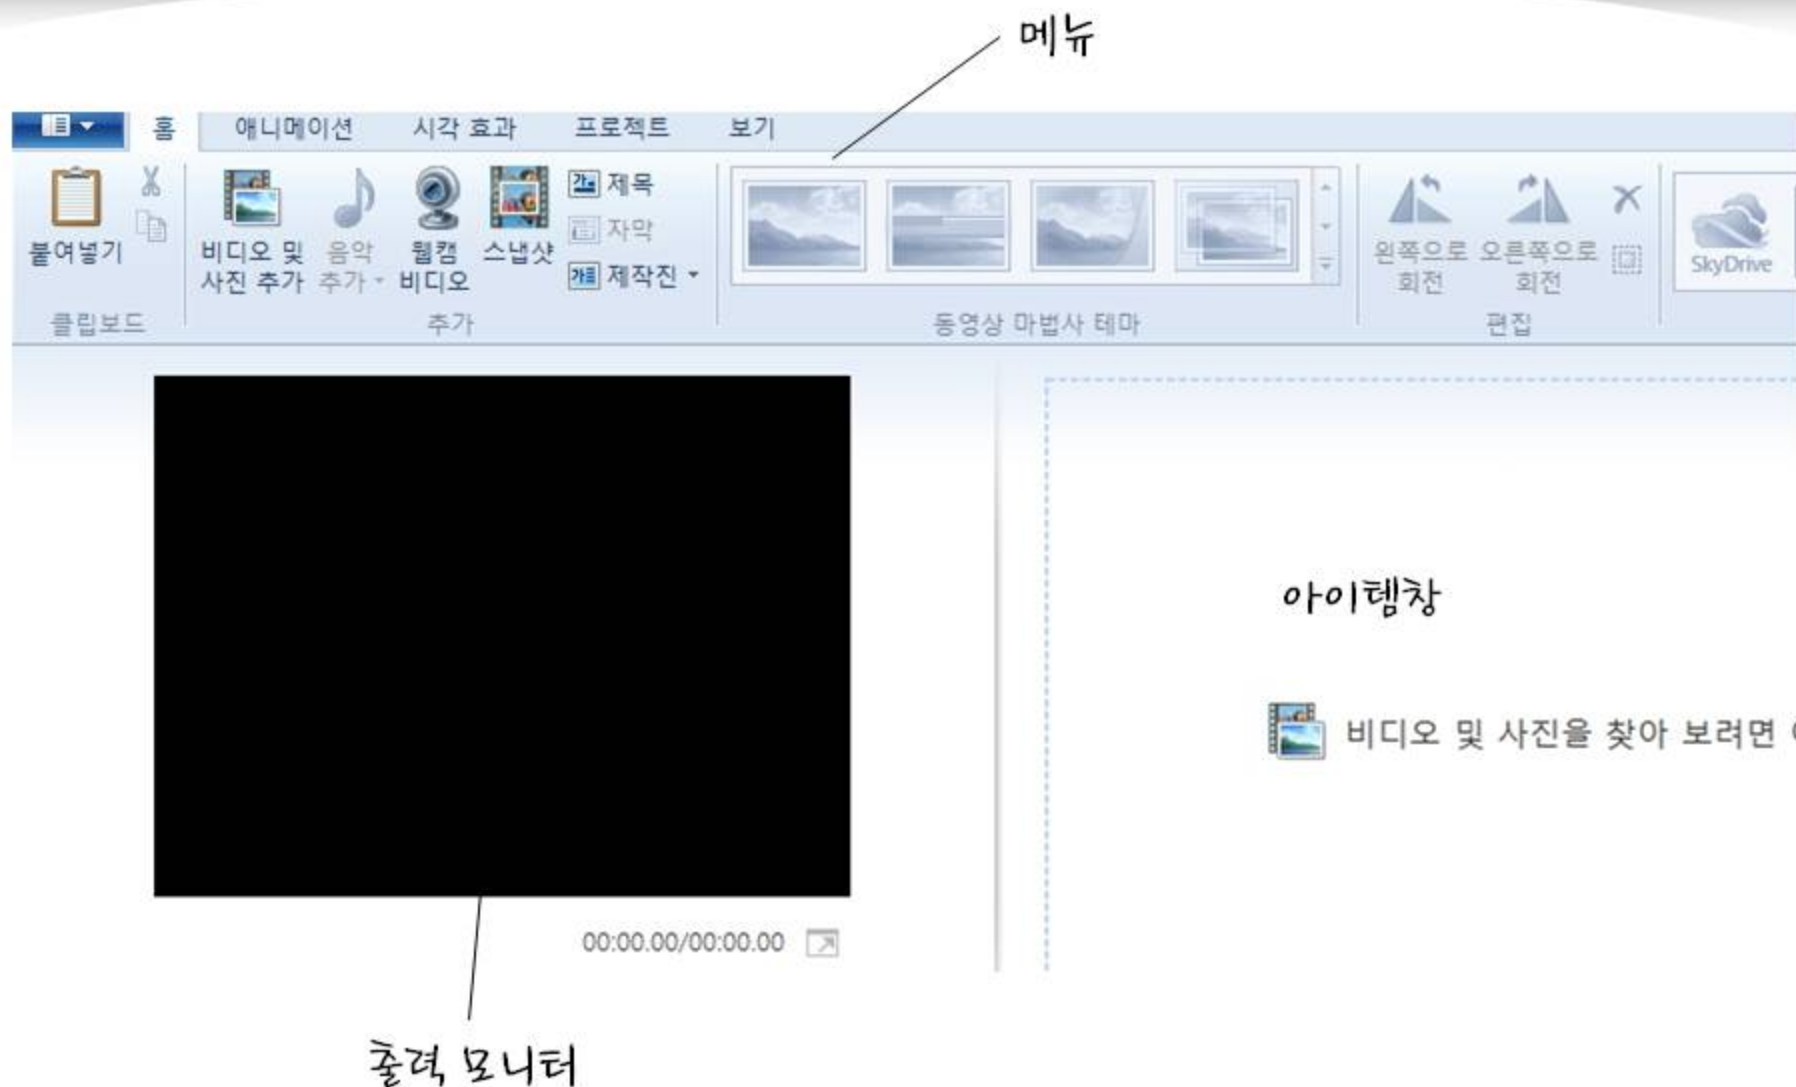 메뉴
홈 애니메이션 시각 효과 프로젝트 보기
붙여넣기
클립보드
비디오 및
사진 추가
음악
추가
웹캠
비디오
스냅샷
가 제목
자막
가 제작진
추가
동영상 마법사 테마
왼쪽으로
회전
오른쪽으로
회전
편집
SkyDrive
아이템창
비디오 및 사진을 찾아 보려면
00:00.00/00:00.00
출력 모니터